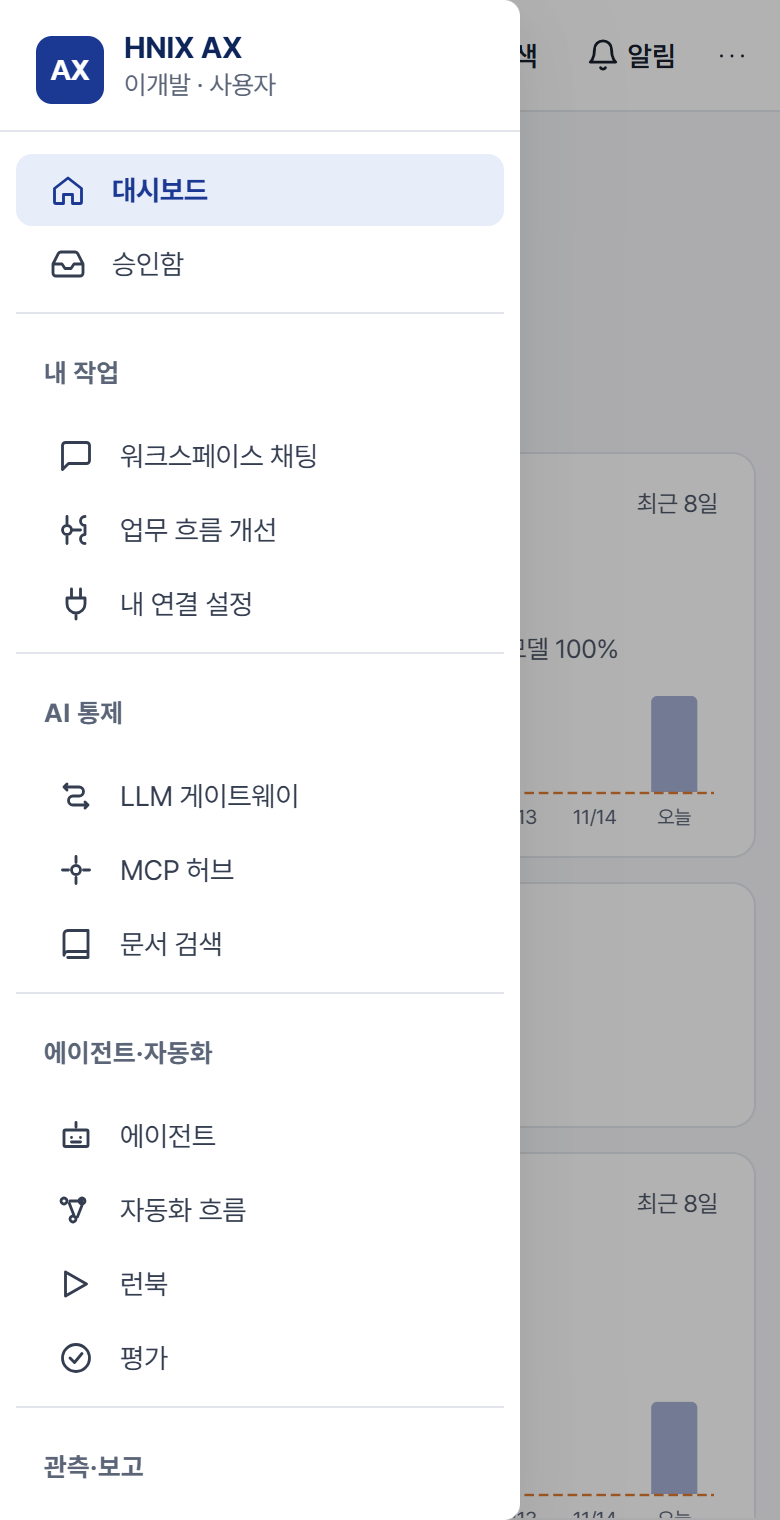 AX
HNIX AX
이개발 · 사용자
알림
···
대시보드
승인함
내 작업
워크스페이스 채팅
업무 흐름 개선
내 연결 설정
AI 통제
LLM 게이트웨이
MCP 허브
문서 검색
에이전트·자동화
에이전트
자동화 흐름
런북
평가
관측·보고
최근 8일
100%
11/14
오늘
최근 8일